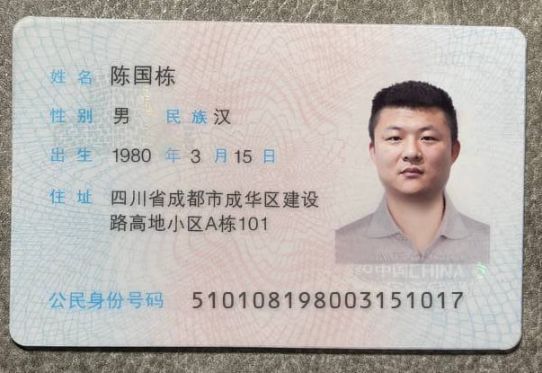 姓名 陈国栋
性别 男 民族 汉
出生 1980 年 3 月 15 日
住址 四川省成都市成华区建设
路高地小区A栋101
中国CHINA
公民身份号码 510108198003151017